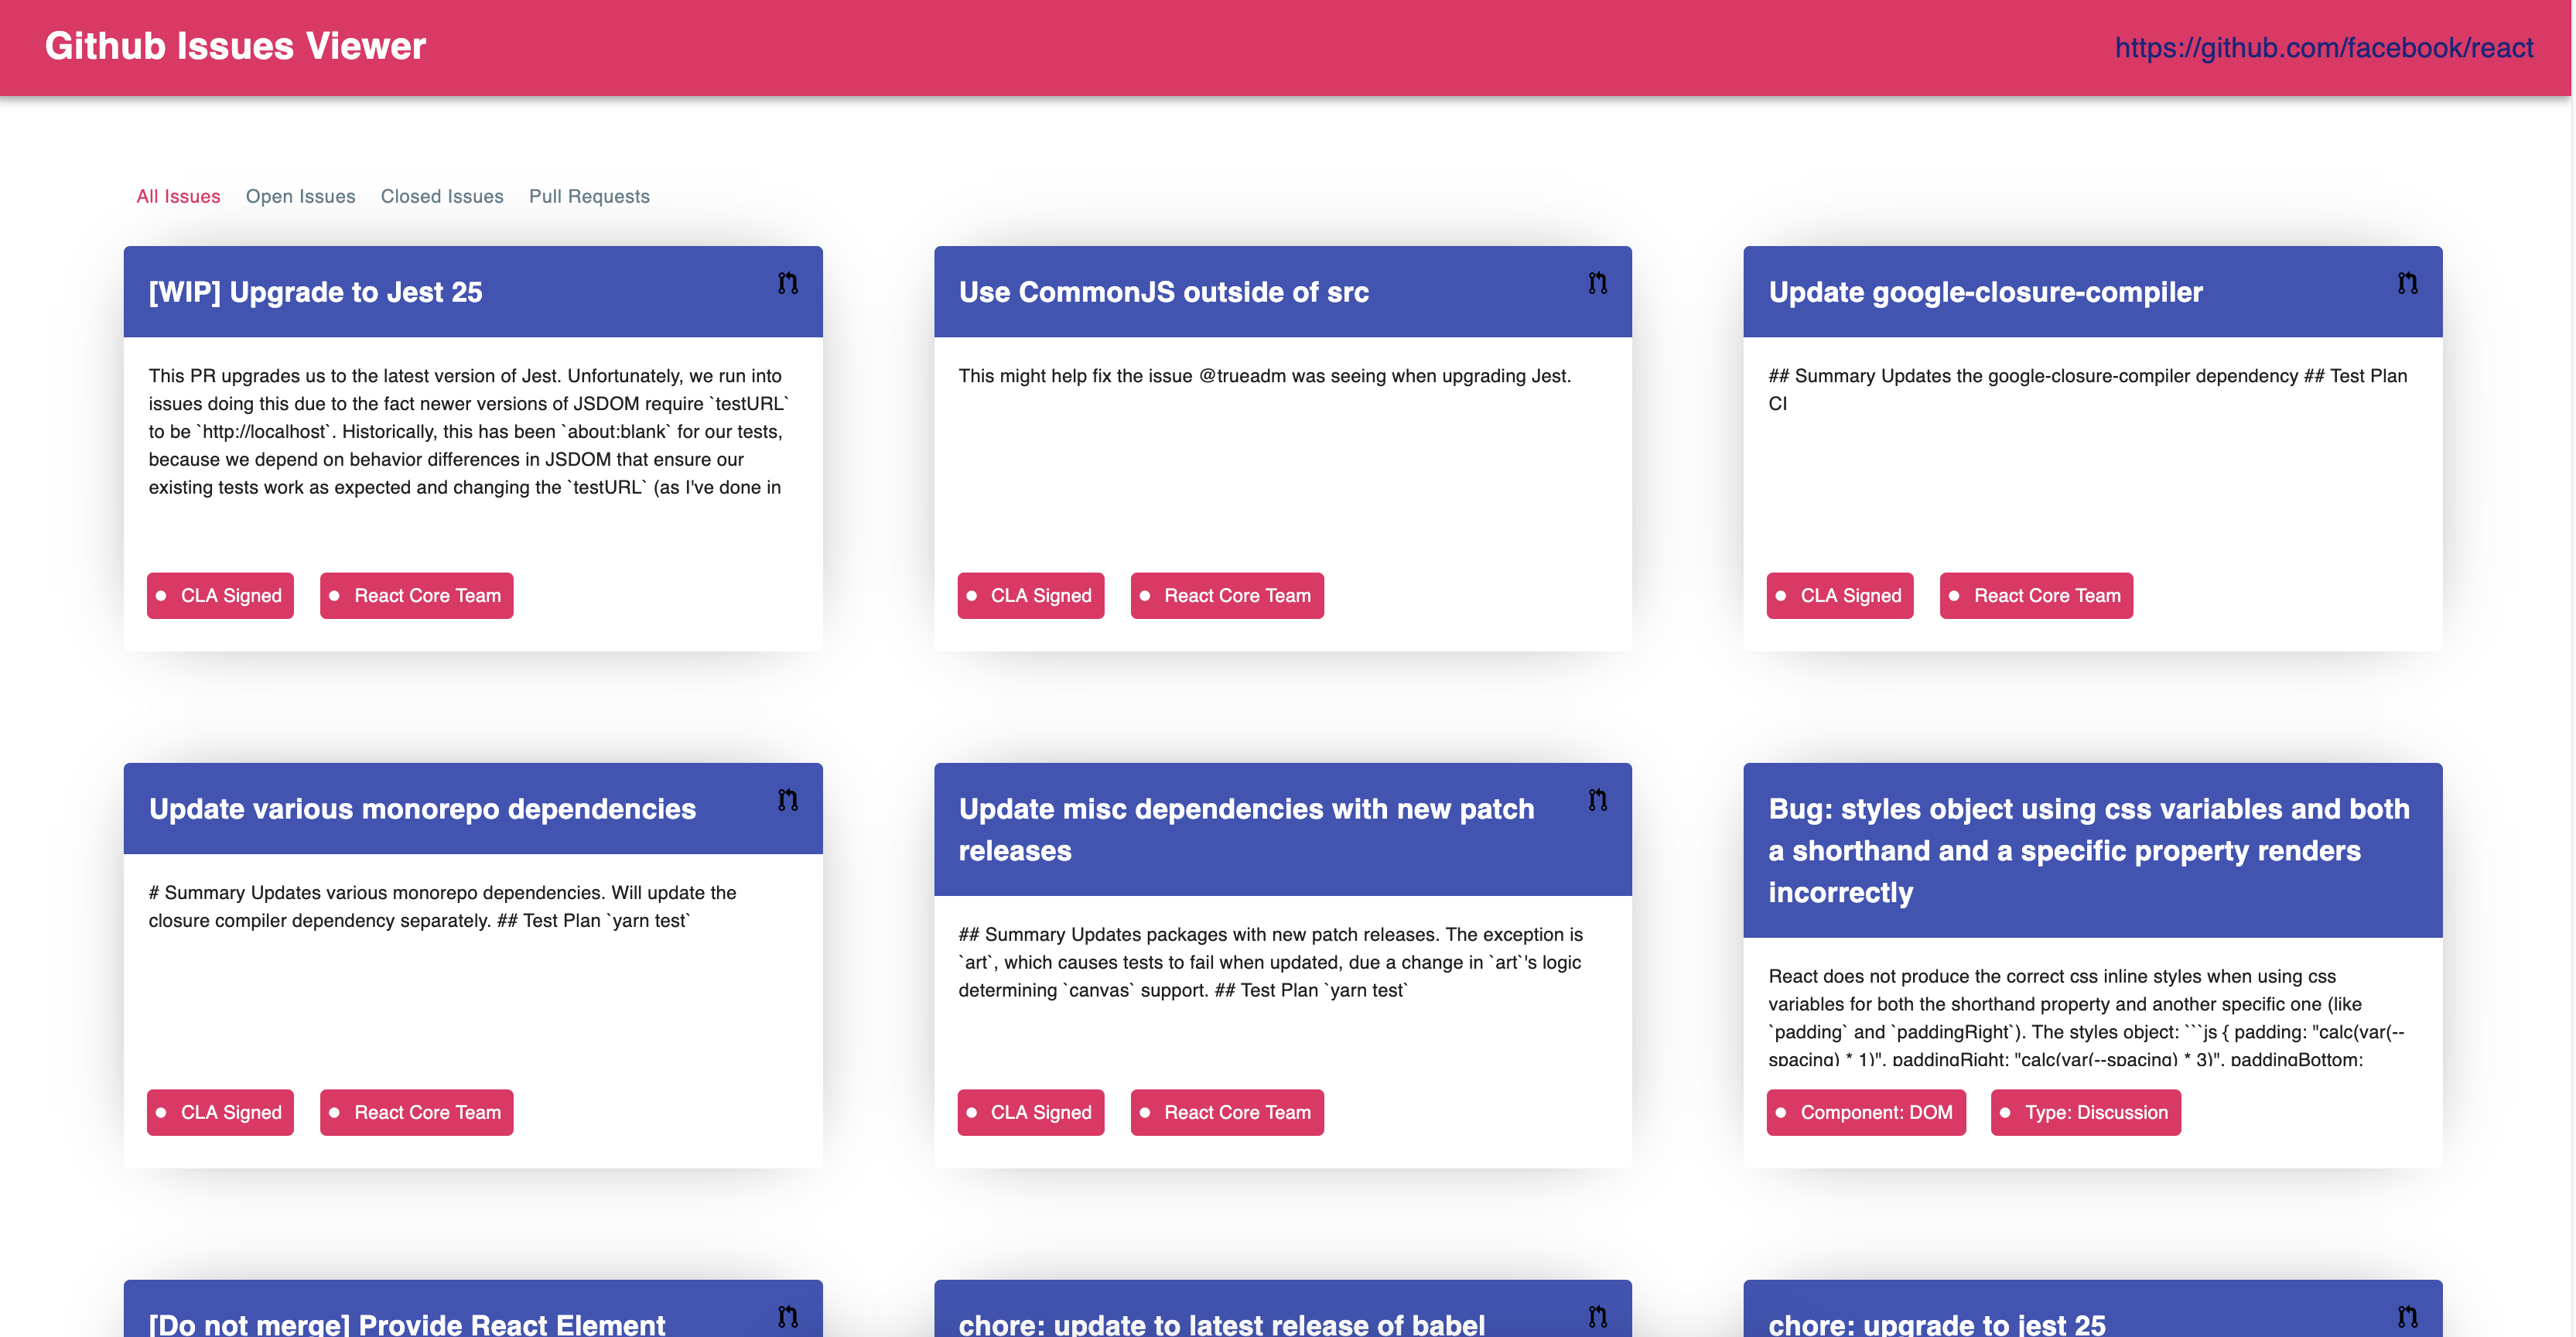 Github Issues Viewer
https://github.com/facebook/react
All Issues Open Issues Closed Issues Pull Requests
[WIP] Upgrade to Jest 25
This PR upgrades us to the latest version of Jest. Unfortunately, we run into
issues doing this due to the fact newer versions of JSDOM require `testURL`
to be `http://localhost`. Historically, this has been `about:blank` for our tests,
because we depend on behavior differences in JSDOM that ensure our
existing tests work as expected and changing the `testURL` (as I've done in
CLA Signed React Core Team
Use CommonJS outside of src
This might help fix the issue @trueadm was seeing when upgrading Jest.
CLA Signed React Core Team
Update google-closure-compiler
## Summary Updates the google-closure-compiler dependency ## Test Plan
CI
CLA Signed React Core Team
Update various monorepo dependencies
# Summary Updates various monorepo dependencies. Will update the
closure compiler dependency separately. ## Test Plan `yarn test`
CLA Signed React Core Team
Update misc dependencies with new patch
releases
## Summary Updates packages with new patch releases. The exception is
`art`, which causes tests to fail when updated, due a change in `art`'s logic
determining `canvas` support. ## Test Plan `yarn test`
CLA Signed React Core Team
Bug: styles object using css variables and both
a shorthand and a specific property renders
incorrectly
React does not produce the correct css inline styles when using css
variables for both the shorthand property and another specific one (like
`padding` and `paddingRight`). The styles object: ```js { padding: "calc(var(--
spacing) * 1)", paddingRight: "calc(var(--spacing) * 3)", paddingBottom:
Component: DOM Type: Discussion
[Do not merge] Provide React Element
chore: update to latest release of babel
chore: upgrade to jest 25